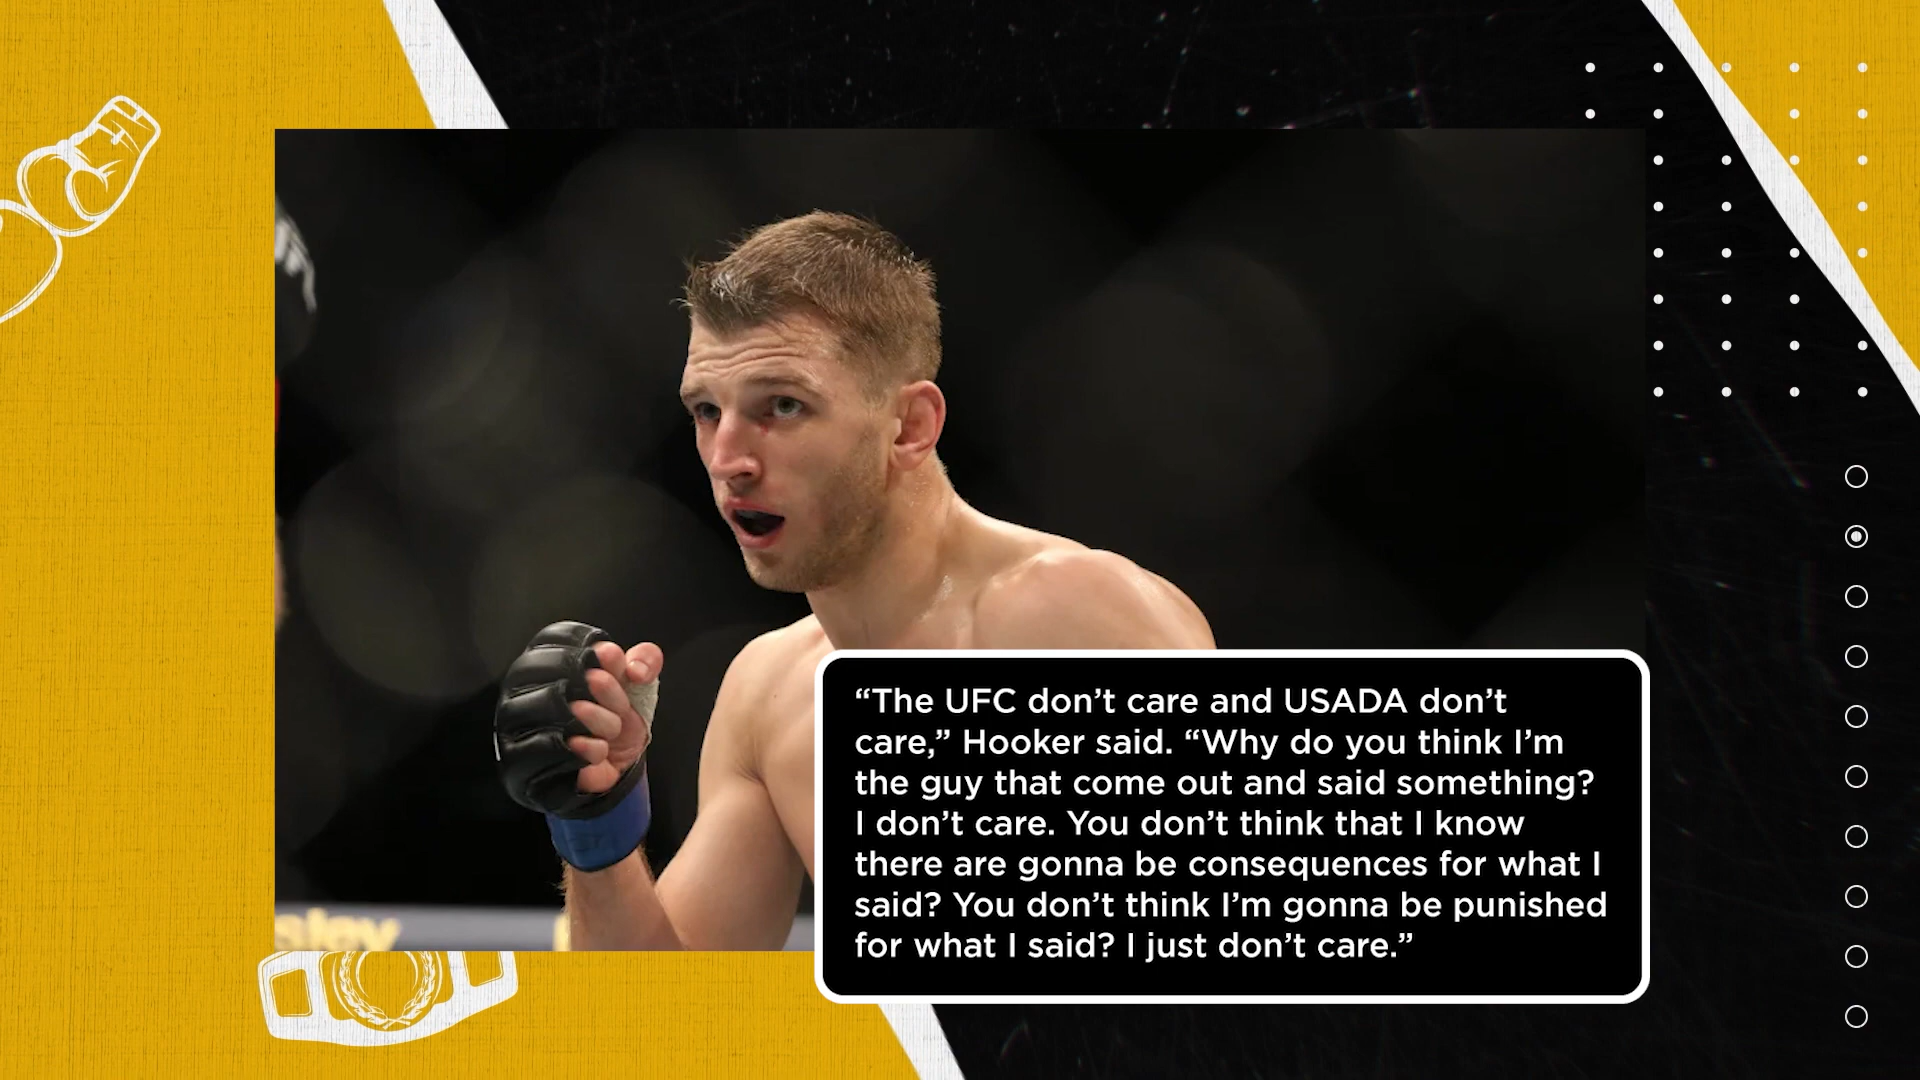 “The UFC don’t care and USADA don’t
care,” Hooker said. “Why do you think I’m
the guy that come out and said something?
I don’t care. You don’t think that I know
there are gonna be consequences for what I
said? You don’t think I’m gonna be punished
for what I said? I just don’t care.”